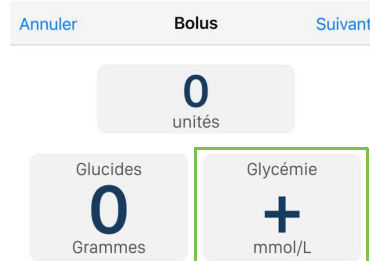 Annuler Bolus Suivant
0
unités
Glucides Glycémie
0 +
Grammes mmol/L